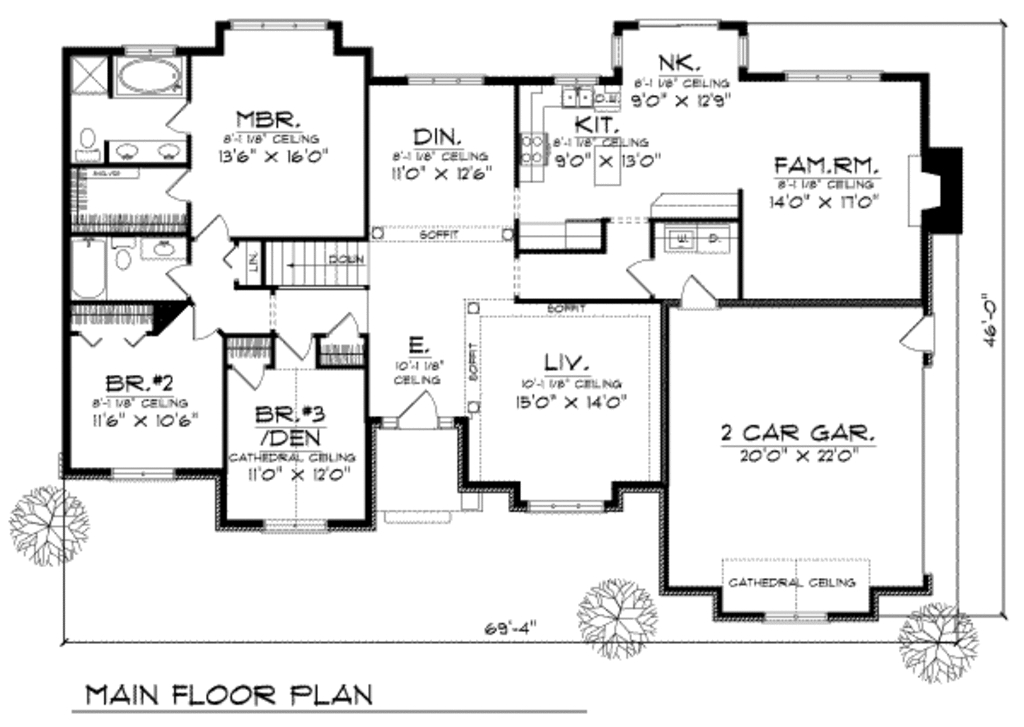 NK.
8'-1 1/8" CEILING
9'0" X 12'9"
MBR.
8'-1 1/8" CEILING
13'6" X 16'0"
DIN.
8'-1 1/8" CEILING
11'0" X 12'6"
KIT.
8'-1 1/8" CEILING
9'0" X 13'0"
FAM.RM.
8'-1 1/8" CEILING
14'0" X 17'0"
SHELVES
SOFFIT
D.
LIN.
DOWN
SOFFIT
SOFFIT
E.
10'-1 1/8"
CEILING
LIV.
10'-1 1/8" CEILING
15'0" X 14'0"
BR.#2
8'-1 1/8" CEILING
11'6" X 10'6"
BR.#3
/DEN
CATHEDRAL CEILING
11'0" X 12'0"
2 CAR GAR.
20'0" X 22'0"
CATHEDRAL CEILING
46'-0"
69'-4"
MAIN FLOOR PLAN